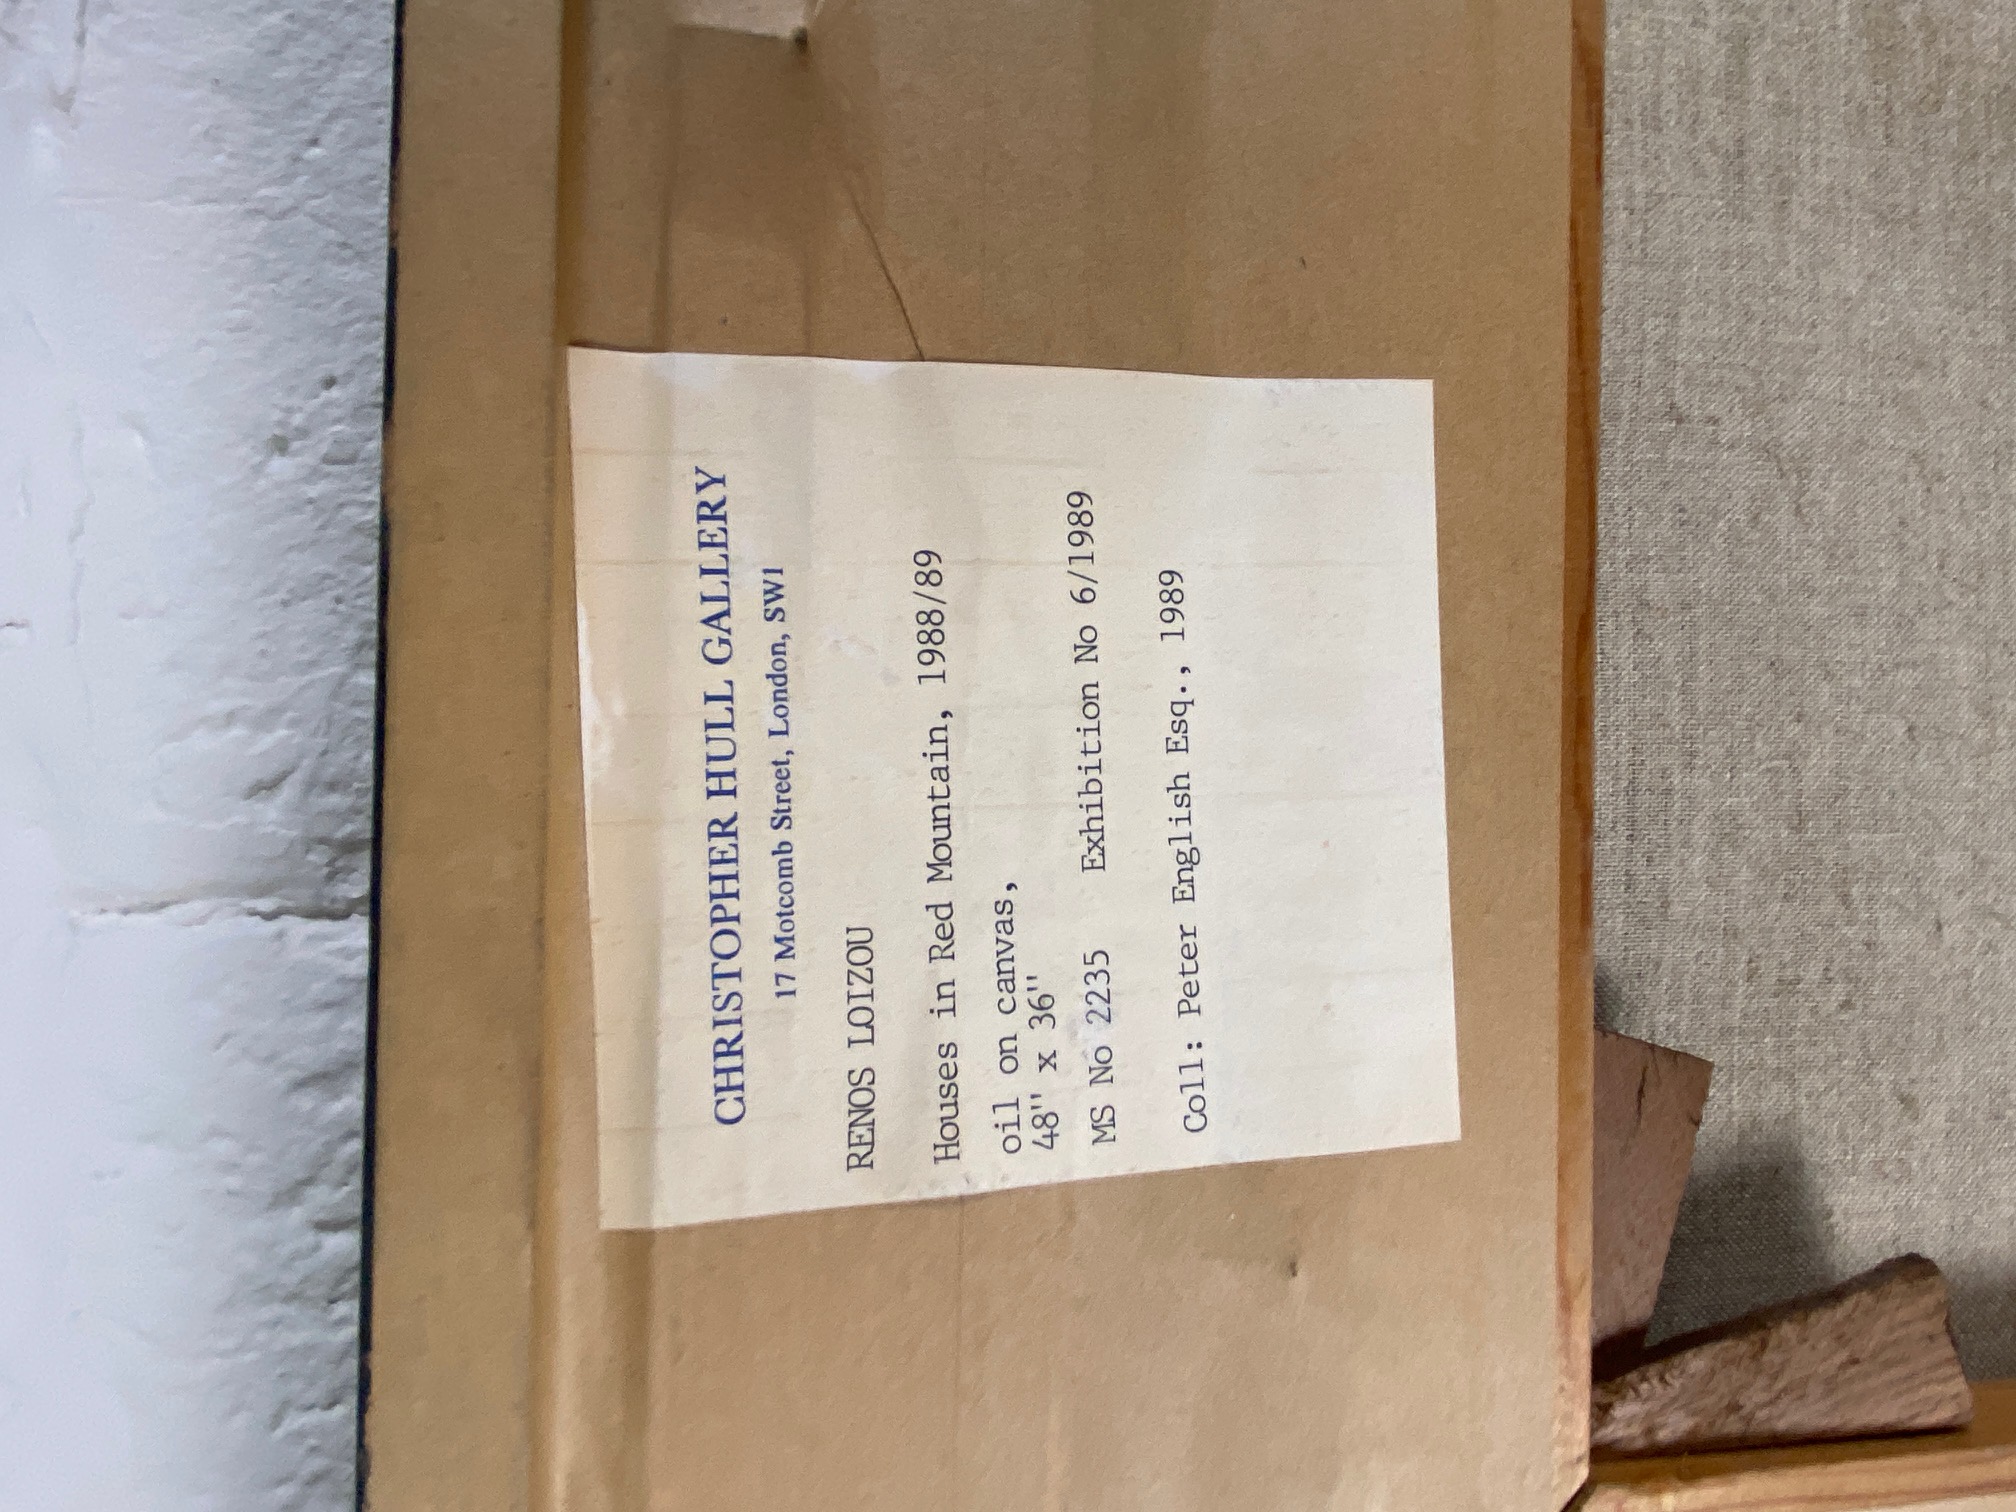 CHRISTOPHER HULL GALLERY
17 Motcomb Street, London, SW1
RENOS LOIZOU
Houses in Red Mountain, 1988/89
oil on canvas,
48" x 36"
MS No 2235 Exhibition No 6/1989
Coll: Peter English Esq., 1989